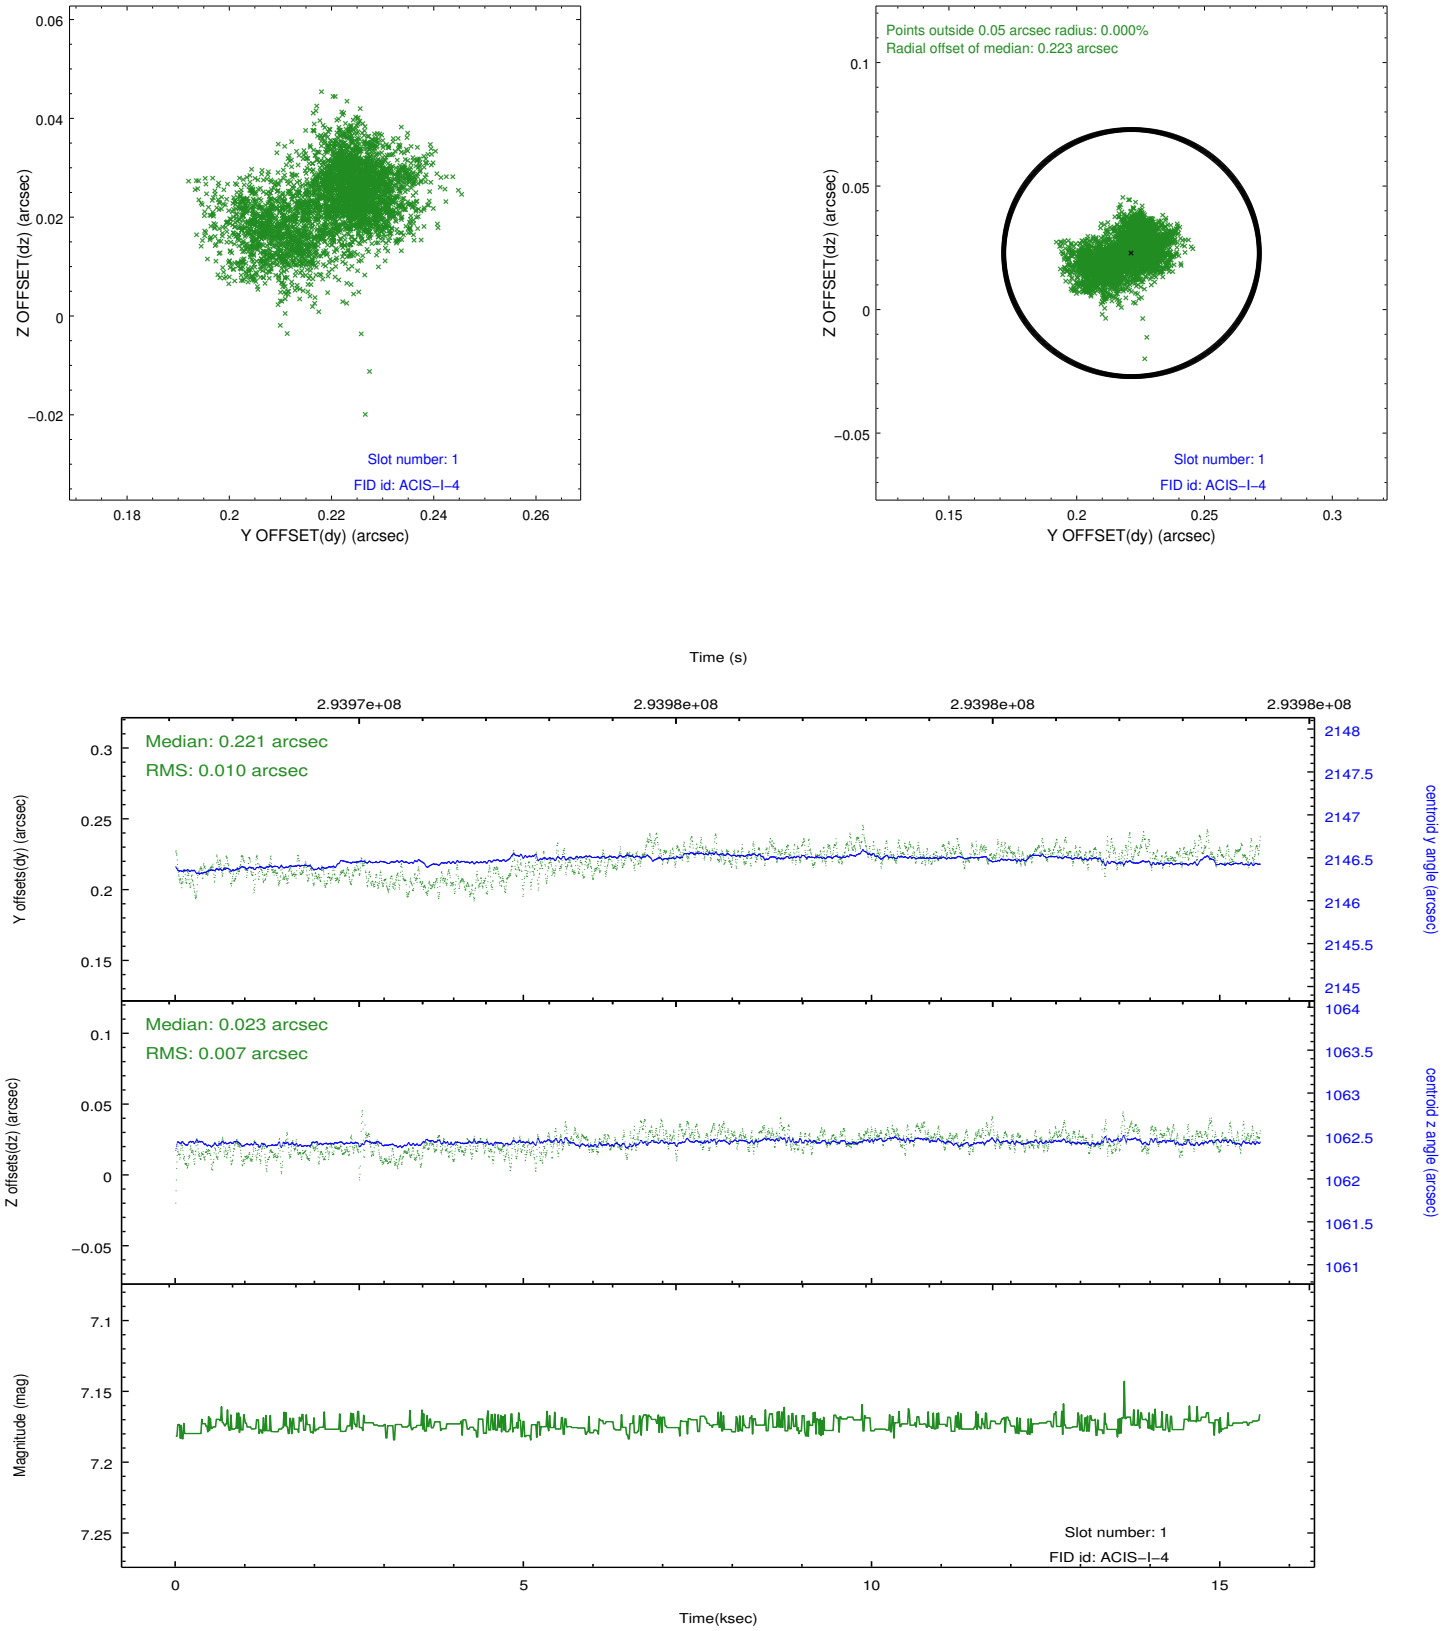 0.06
0.04
0.02
0
−0.02
Z OFFSET(dz) (arcsec)
Slot number: 1
FID id: ACIS−I−4
0.18 0.2 0.22 0.24 0.26
Y OFFSET(dy) (arcsec)
Points outside 0.05 arcsec radius: 0.000%
Radial offset of median: 0.223 arcsec
0.1
0.05
0
−0.05
Z OFFSET(dz) (arcsec)
Slot number: 1
FID id: ACIS−I−4
0.15 0.2 0.25 0.3
Y OFFSET(dy) (arcsec)
Time (s)
2.9397e+08 2.9398e+08 2.9398e+08 2.9398e+08
Median: 0.221 arcsec
RMS: 0.010 arcsec
0.3
0.25
0.2
0.15
Y offsets(dy) (arcsec)
2148
2147.5
2147
2146.5
2146
2145.5
2145
centroid y angle (arcsec)
Median: 0.023 arcsec
RMS: 0.007 arcsec
0.1
0.05
0
−0.05
Z offsets(dz) (arcsec)
1064
1063.5
1063
1062.5
1062
1061.5
1061
centroid z angle (arcsec)
7.1
7.15
7.2
7.25
Magnitude (mag)
Slot number: 1
FID id: ACIS−I−4
0 5 10 15
Time(ksec)